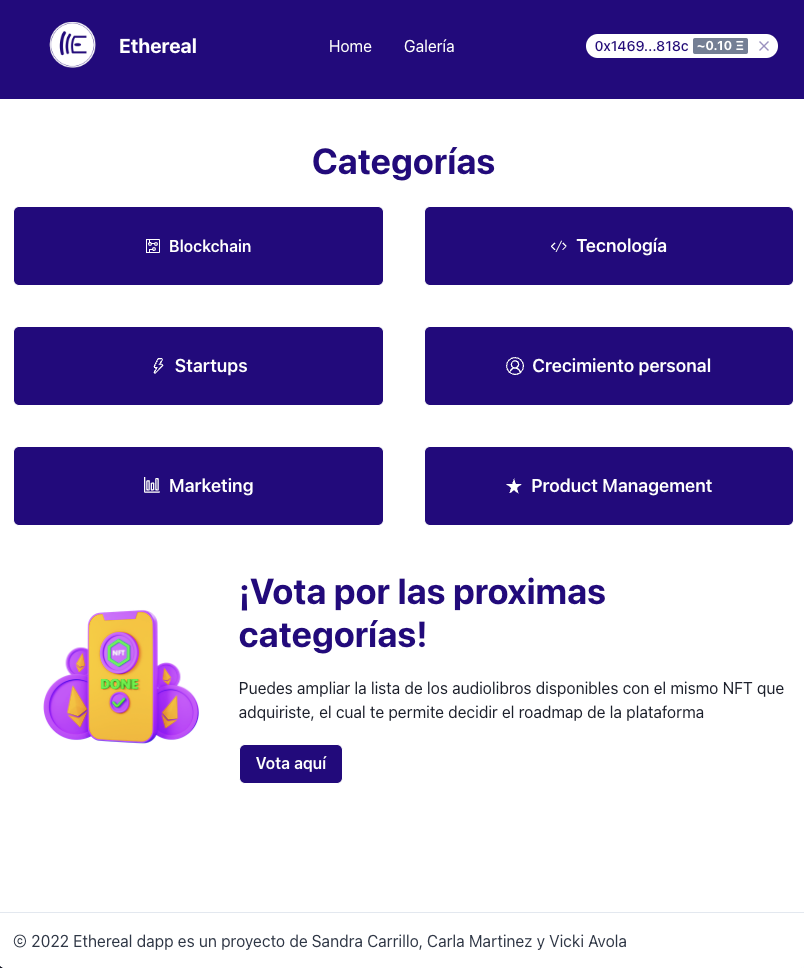 Ethereal
Home
Galería
0x1469...818c ~0.10 Ξ
Categorías
Blockchain
Tecnología
Startups
Crecimiento personal
Marketing
Product Management
NFT
DONE
¡Vota por las proximas
categorías!
Puedes ampliar la lista de los audiolibros disponibles con el mismo NFT que
adquiriste, el cual te permite decidir el roadmap de la plataforma
Vota aquí
© 2022 Ethereal dapp es un proyecto de Sandra Carrillo, Carla Martinez y Vicki Avola